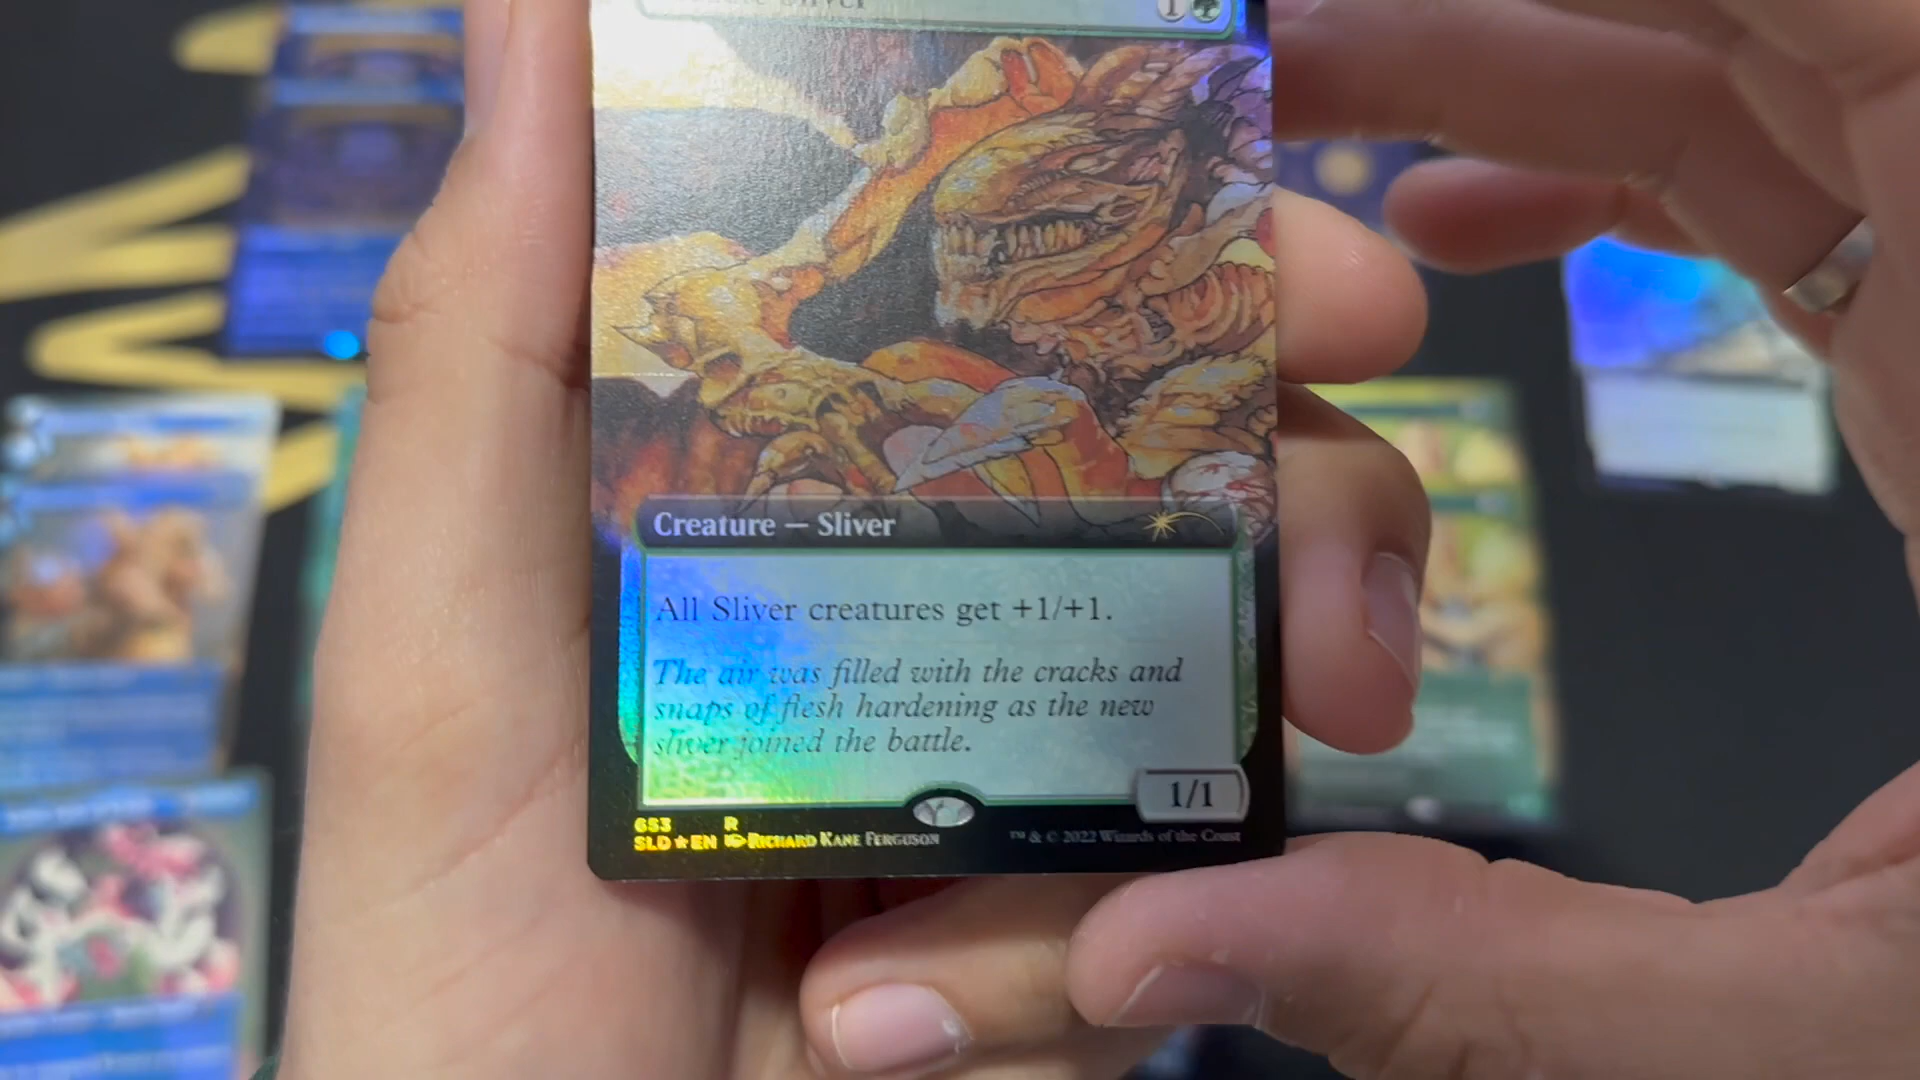 Sliver 1
Creature — Sliver
All Sliver creatures get +1/+1.
The air was filled with the cracks and
snaps of flesh hardening as the new
sliver joined the battle.
1/1
653 R
SLD★EN Richard Kane Ferguson ™ & © 2022 Wizards of the Coast